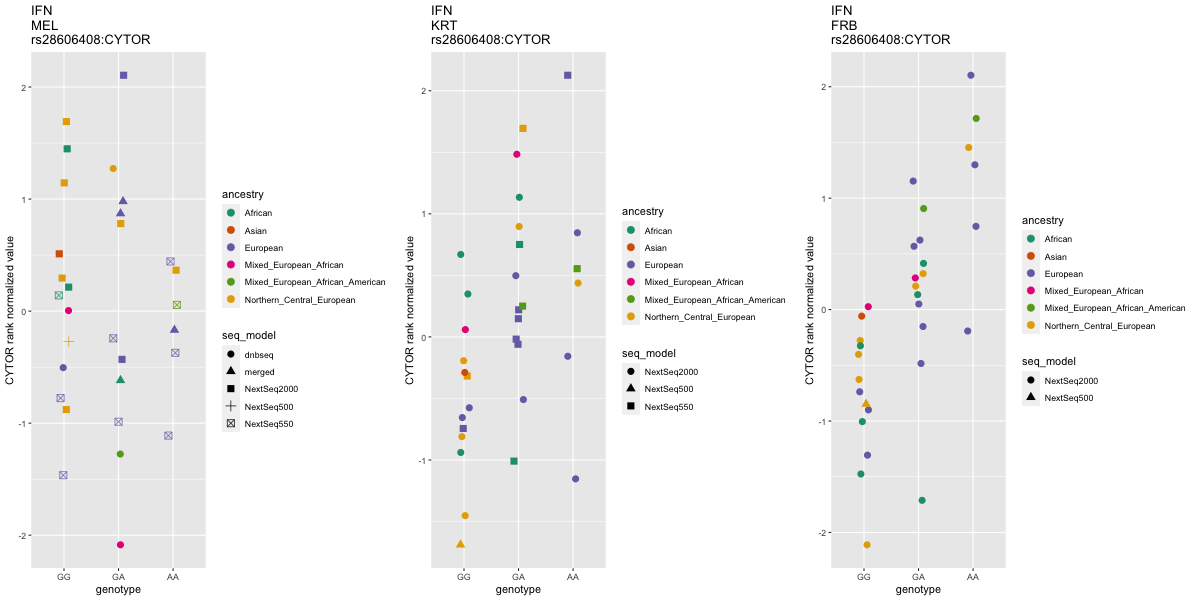 IFN
MEL
rs28606408:CYTOR
CYTOR rank normalized value
2
1
0
-1
-2
GG
GA
AA
genotype
ancestry
African
Asian
European
Mixed_European_African
Mixed_European_African_American
Northern_Central_European
seq_model
dnbseq
merged
NextSeq2000
NextSeq500
NextSeq550
IFN
KRT
rs28606408:CYTOR
CYTOR rank normalized value
2
1
0
-1
GG
GA
AA
genotype
ancestry
African
Asian
European
Mixed_European_African
Mixed_European_African_American
Northern_Central_European
seq_model
NextSeq2000
NextSeq500
NextSeq550
IFN
FRB
rs28606408:CYTOR
CYTOR rank normalized value
2
1
0
-1
-2
GG
GA
AA
genotype
ancestry
African
Asian
European
Mixed_European_African
Mixed_European_African_American
Northern_Central_European
seq_model
NextSeq2000
NextSeq500